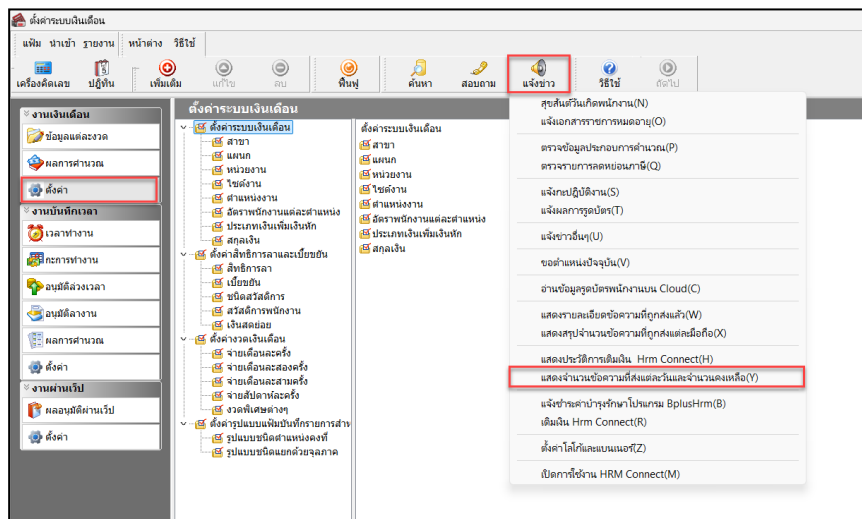 ตั้งค่าระบบเงินเดือน
แฟ้ม นำเข้า รายงาน หน้าต่าง วิธีใช้
เครื่องคิดเลข ปฏิทิน เพิ่มเติม แก้ไข ลบ ฟื้นฟู ค้นหา สอบถาม แจ้งข่าว วิธีใช้ ถัดไป
งานเงินเดือน
ข้อมูลแต่ละงวด
ผลการคำนวณ
ตั้งค่า
งานบันทึกเวลา
เวลาทำงาน
กะการทำงาน
อนุมัติล่วงเวลา
อนุมัติลางาน
ผลการคำนวณ
ตั้งค่า
งานผ่านเว็ป
ผลอนุมัติผ่านเว็ป
ตั้งค่า
ตั้งค่าระบบเงินเดือน
ตั้งค่าระบบเงินเดือน
สาขา
แผนก
หน่วยงาน
ไซด์งาน
ตำแหน่งงาน
อัตราพนักงานแต่ละตำแหน่ง
ประเภทเงินเพิ่มเงินหัก
สกุลเงิน
ตั้งค่าสิทธิการลาและเบี้ยขยัน
สิทธิการลา
เบี้ยขยัน
ชนิดสวัสดิการ
สวัสดิการพนักงาน
เงินสดย่อย
ตั้งค่างวดเงินเดือน
จ่ายเดือนละครั้ง
จ่ายเดือนละสองครั้ง
จ่ายเดือนละสามครั้ง
จ่ายสัปดาห์ละครั้ง
งวดพิเศษต่างๆ
ตั้งค่ารูปแบบแฟ้มบันทึกรายการสำห
รูปแบบชนิดตำแหน่งคงที่
รูปแบบชนิดแยกด้วยจุลภาค
ตั้งค่าระบบเงินเดือน
สาขา
แผนก
หน่วยงาน
ไซด์งาน
ตำแหน่งงาน
อัตราพนักงานแต่ละตำแหน่ง
ประเภทเงินเพิ่มเงินหัก
สกุลเงิน
สุขสันต์วันเกิดพนักงาน(N)
แจ้งเอกสารราชการหมดอายุ(O)
ตรวจข้อมูลประกอบการคำนวณ(P)
ตรวจรายการลดหย่อนภาษี(Q)
แจ้งกะปฏิบัติงาน(S)
แจ้งผลการรูดบัตร(T)
แจ้งข่าวอื่นๆ(U)
ขอตำแหน่งปัจจุบัน(V)
อ่านข้อมูลรูดบัตรพนักงานบน Cloud(C)
แสดงรายละเอียดข้อความที่ถูกส่งแล้ว(W)
แสดงสรุปจำนวนข้อความที่ถูกส่งแต่ละมือถือ(X)
แสดงประวัติการเติมเงิน Hrm Connect(H)
แสดงจำนวนข้อความที่ส่งแต่ละวันและจำนวนคงเหลือ(Y)
แจ้งชำระค่าบำรุงรักษาโปรแกรม BplusHrm(B)
เติมเงิน Hrm Connect(R)
ตั้งค่าโลโก้และแบนเนอร์(Z)
เปิดการใช้งาน HRM Connect(M)